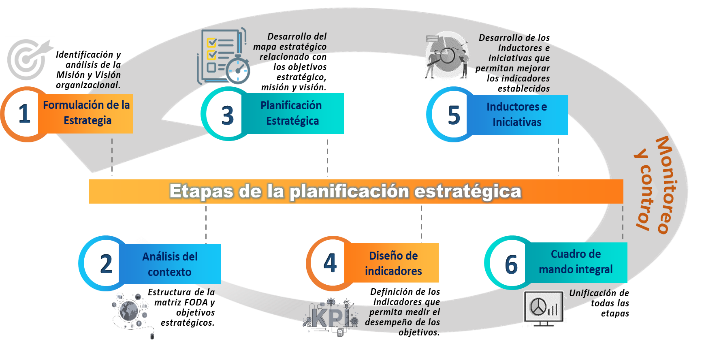 Identificación y
análisis de la
Misión y Visión
organizacional.
1
Formulación de la
Estrategia
Desarrollo del
mapa estratégico
relacionado con
los objetivos
estratégico,
misión y visión.
3
Planificación
Estratégica
Desarrollo de los
inductores e
iniciativas que
permitan mejorar
los indicadores
establecidos
5
Inductores e
Iniciativas
Monitoreo
y control
Etapas de la planificación estratégica
2
Análisis del
contexto
Estructura de la
matriz FODA y
objetivos
estratégicos.
4
Diseño de
indicadores
KPI
Definición de los
indicadores que
permita medir el
desempeño de los
objetivos.
6
Cuadro de
mando integral
Unificación de
todas las
etapas